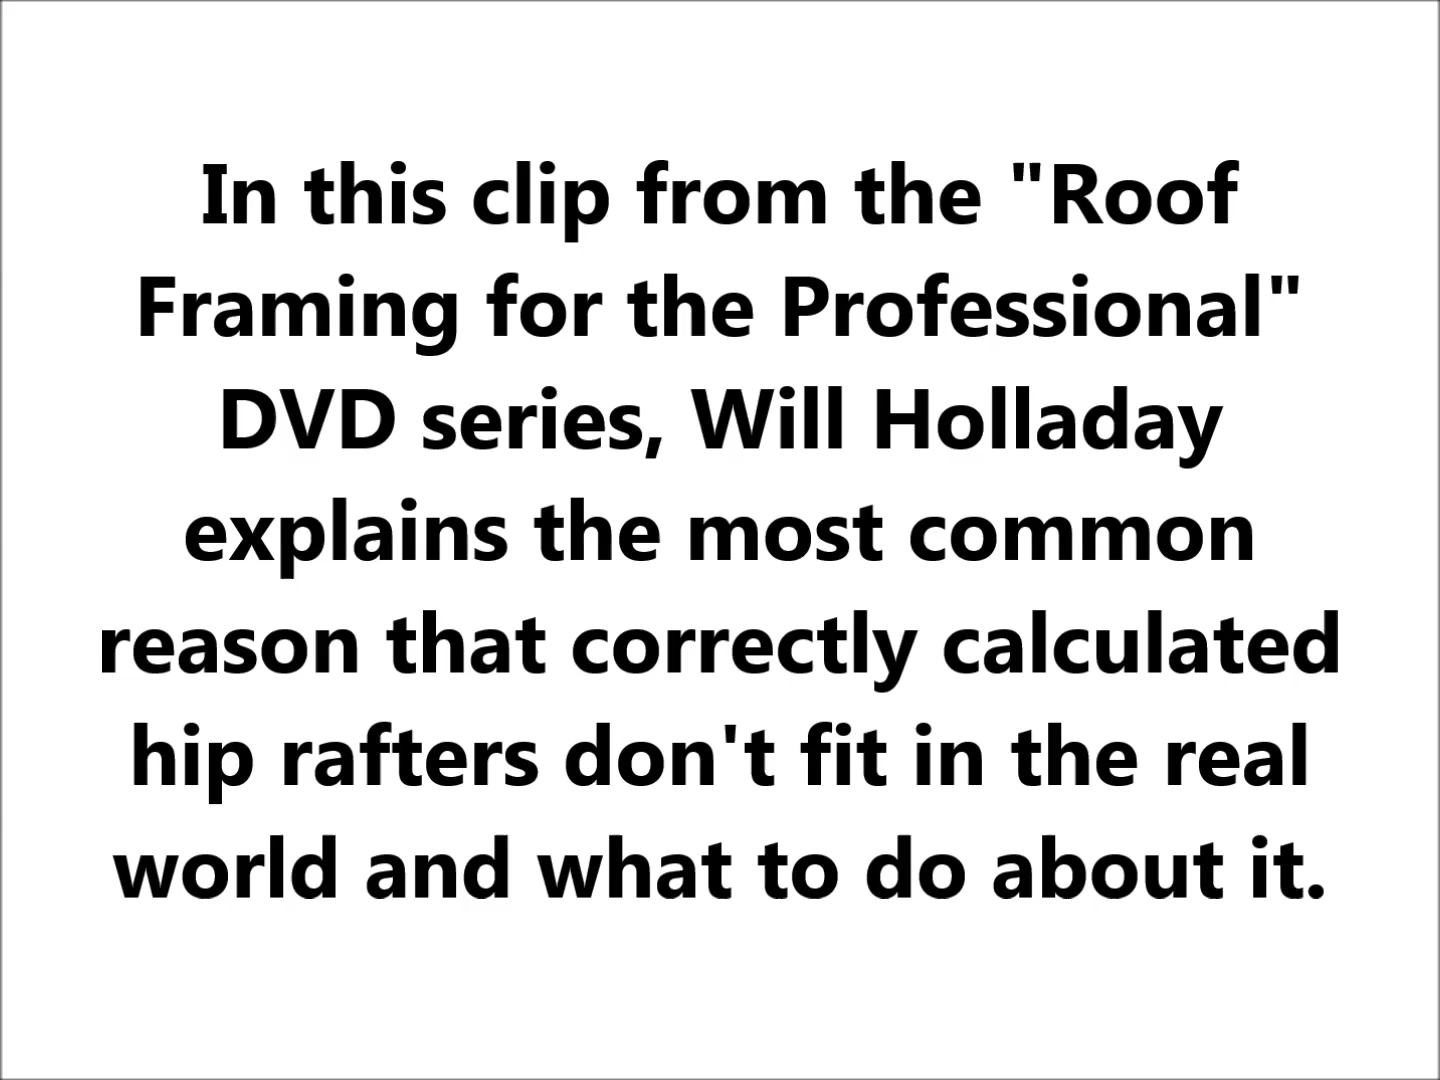 In this clip from the "Roof
Framing for the Professional"
DVD series, Will Holladay
explains the most common
reason that correctly calculated
hip rafters don't fit in the real
world and what to do about it.